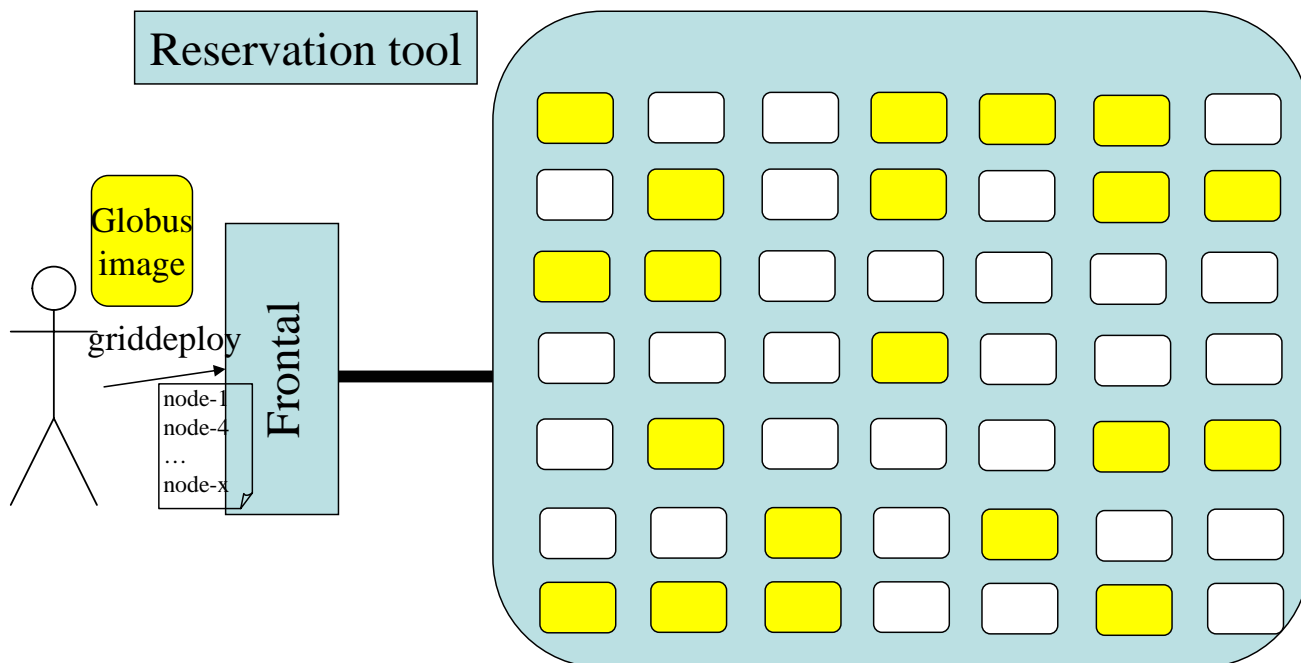 Reservation tool
Globus
image
griddeploy
Frontal
node-1
node-4
…
node-x